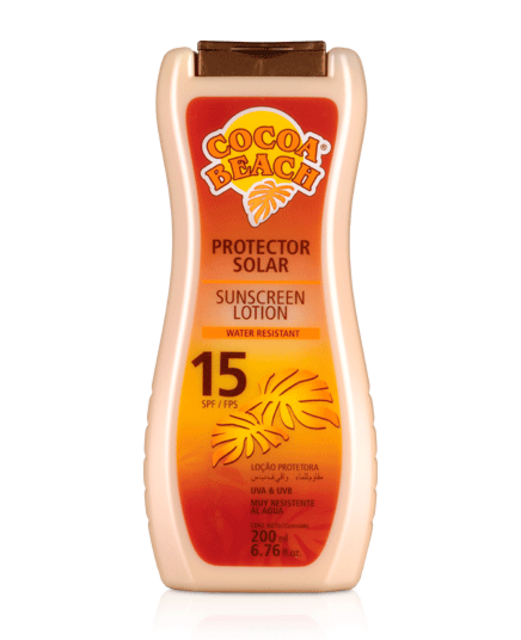 COCOA®
BEACH
PROTECTOR
SOLAR
SUNSCREEN
LOTION
WATER RESISTANT
15
SPF / FPS
LOÇÃO PROTETORA
UVA & UVB
MUY RESISTENTE
AL AGUA
200 ml
6.76 fl.oz.